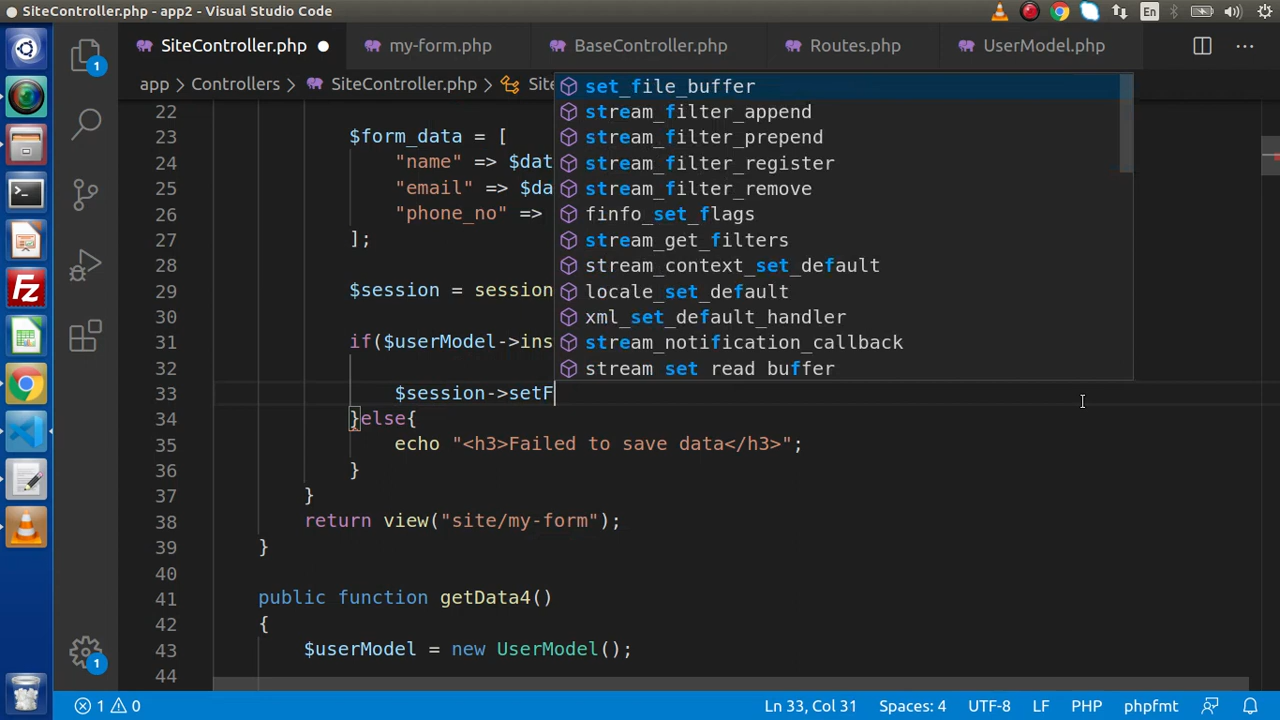 SiteController.php - app2 - Visual Studio Code
En
SiteController.php
my-form.php
BaseController.php
Routes.php
UserModel.php
app > Controllers > SiteController.php > Site
22
23 $form_data = [
24 "name" => $dat
25 "email" => $da
26 "phone_no" =>
27 ];
28
29 $session = session
30
31 if($userModel->ins
32
33 $session->setF
34 }else{
35 echo "<h3>Failed to save data</h3>";
36 }
37 }
38 return view("site/my-form");
39 }
40
41 public function getData4()
42 {
43 $userModel = new UserModel();
44
set_file_buffer
stream_filter_append
stream_filter_prepend
stream_filter_register
stream_filter_remove
finfo_set_flags
stream_get_filters
stream_context_set_default
locale_set_default
xml_set_default_handler
stream_notification_callback
stream set read buffer
1
1
1 0
Ln 33, Col 31
Spaces: 4
UTF-8
LF
PHP
phpfmt